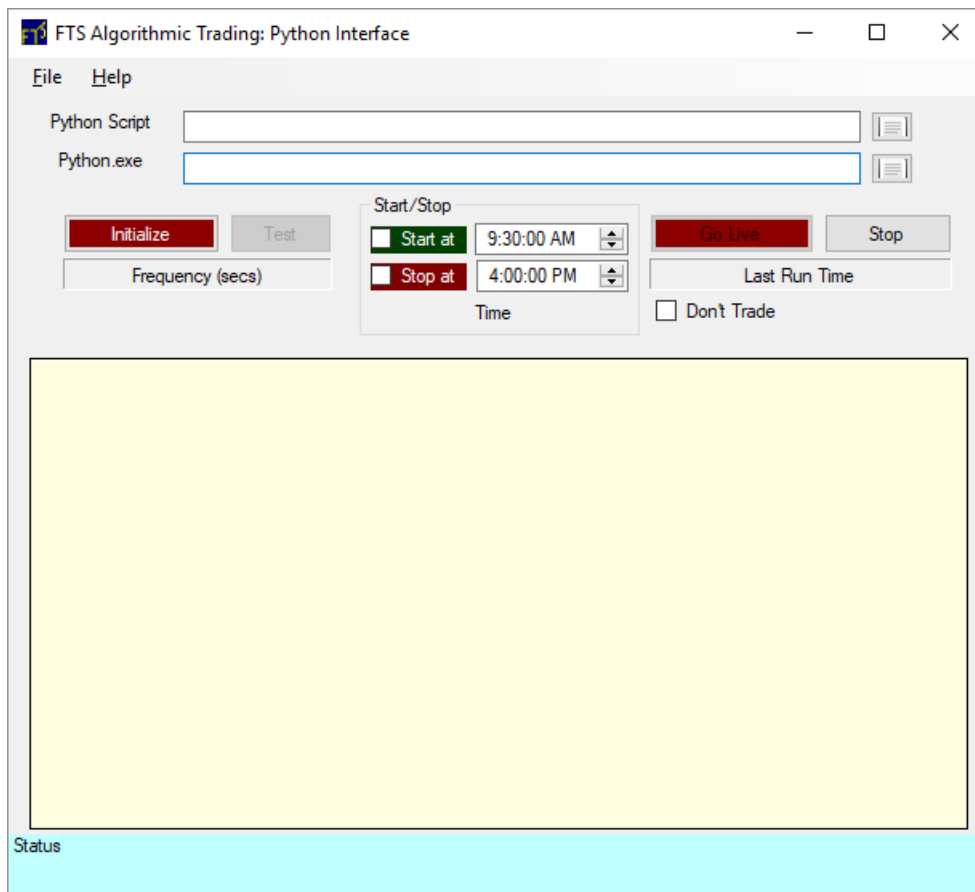 FTS FTS Algorithmic Trading: Python Interface
File Help
Python Script
Python.exe
Start/Stop
Initialize Test Start at 9:30:00 AM Go Live Stop
Frequency (secs) Stop at 4:00:00 PM Last Run Time
Time Don't Trade
Status